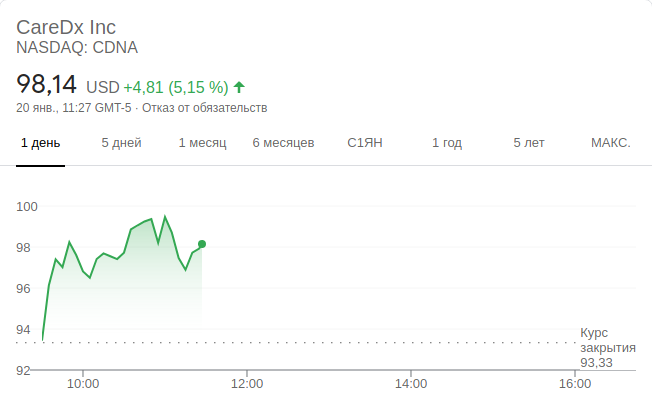 CareDx Inc
NASDAQ: CDNA
98,14 USD +4,81 (5,15 %)
20 янв., 11:27 GMT-5 · Отказ от обязательств
1 день 5 дней 1 месяц 6 месяцев С1ЯН 1 год 5 лет МАКС.
100
98
96
94
92
Курс
закрытия
93,33
10:00 12:00 14:00 16:00